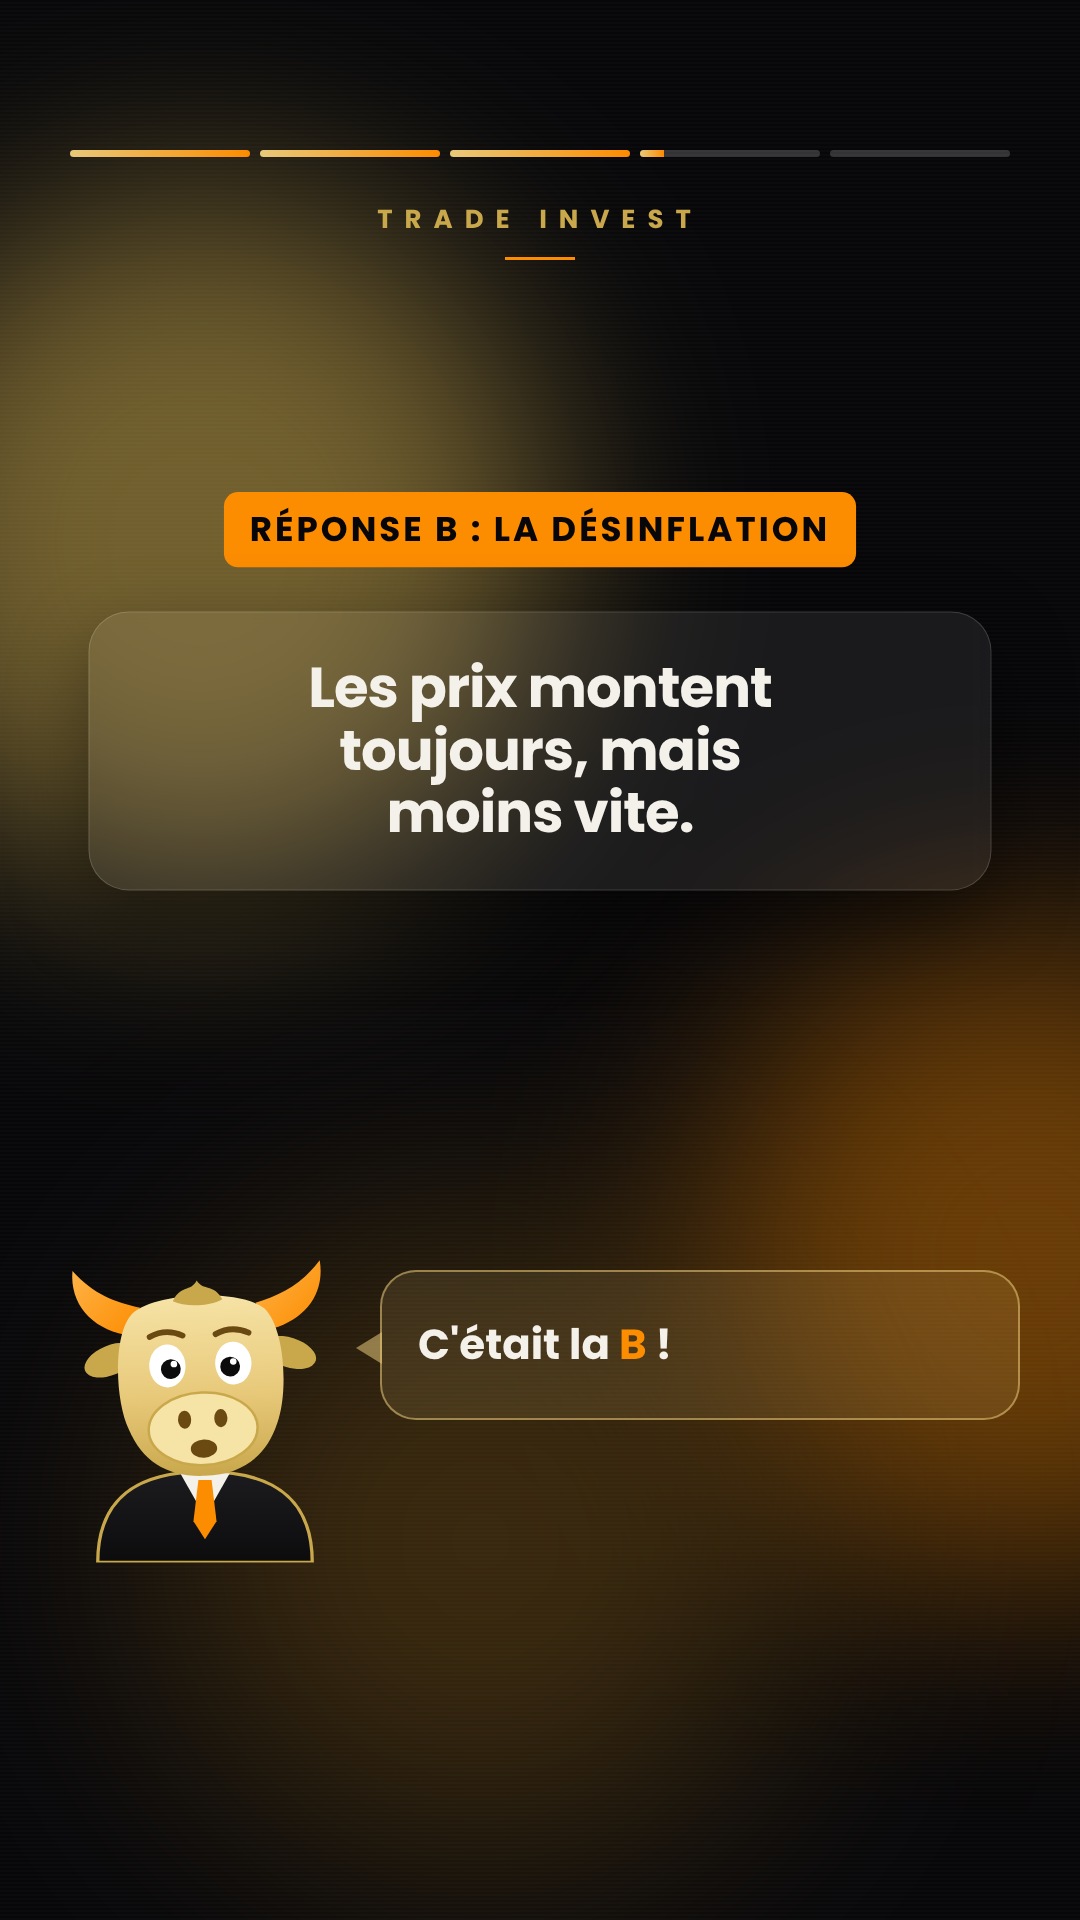 TRADE INVEST
RÉPONSE B : LA DÉSINFLATION
Les prix montent
toujours, mais
moins vite.
C'était la B !